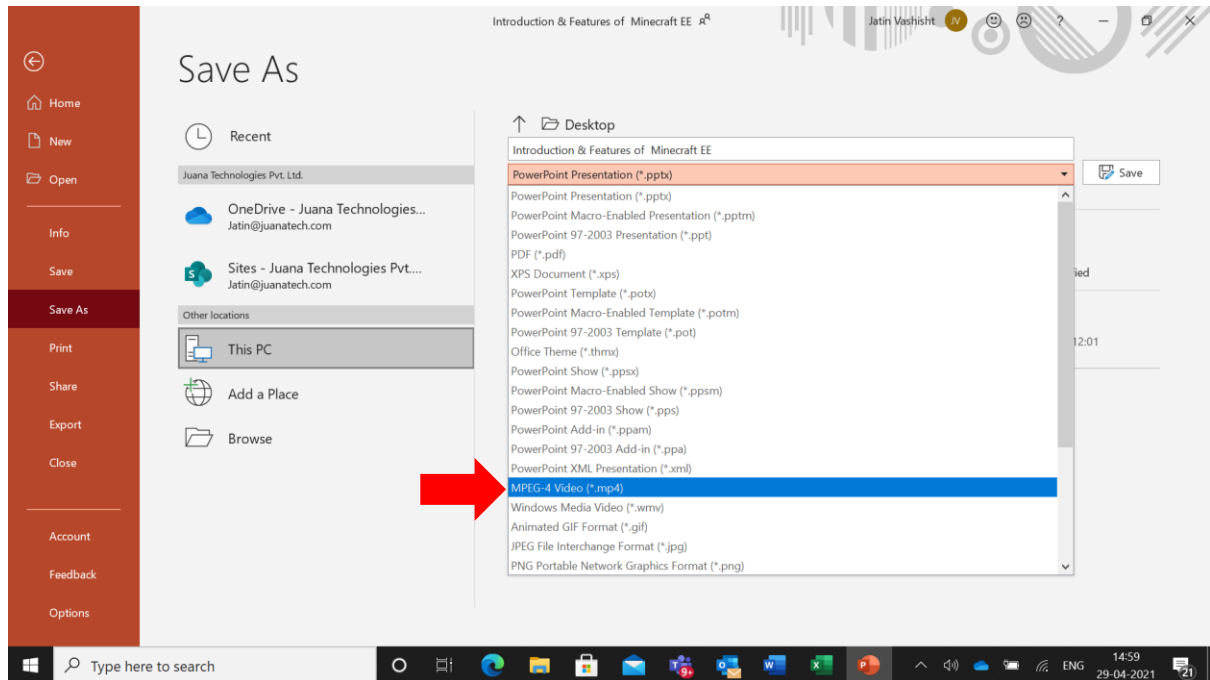 Introduction & Features of Minecraft EE
Jatin Vashisht
JV
?
Save As
Home
New
Open
Info
Save
Save As
Print
Share
Export
Close
Account
Feedback
Options
Recent
Juana Technologies Pvt. Ltd.
OneDrive - Juana Technologies...
Jatin@juanatech.com
Sites - Juana Technologies Pvt....
Jatin@juanatech.com
Other locations
This PC
Add a Place
Browse
Desktop
Introduction & Features of Minecraft EE
PowerPoint Presentation (*.pptx)
Save
PowerPoint Presentation (*.pptx)
PowerPoint Macro-Enabled Presentation (*.pptm)
PowerPoint 97-2003 Presentation (*.ppt)
PDF (*.pdf)
XPS Document (*.xps)
PowerPoint Template (*.potx)
PowerPoint Macro-Enabled Template (*.potm)
PowerPoint 97-2003 Template (*.pot)
Office Theme (*.thmx)
PowerPoint Show (*.ppsx)
PowerPoint Macro-Enabled Show (*.ppsm)
PowerPoint 97-2003 Show (*.pps)
PowerPoint Add-in (*.ppam)
PowerPoint 97-2003 Add-in (*.ppa)
PowerPoint XML Presentation (*.xml)
MPEG-4 Video (*.mp4)
Windows Media Video (*.wmv)
Animated GIF Format (*.gif)
JPEG File Interchange Format (*.jpg)
PNG Portable Network Graphics Format (*.png)
ied
12:01
Type here to search
ENG
14:59
29-04-2021
21